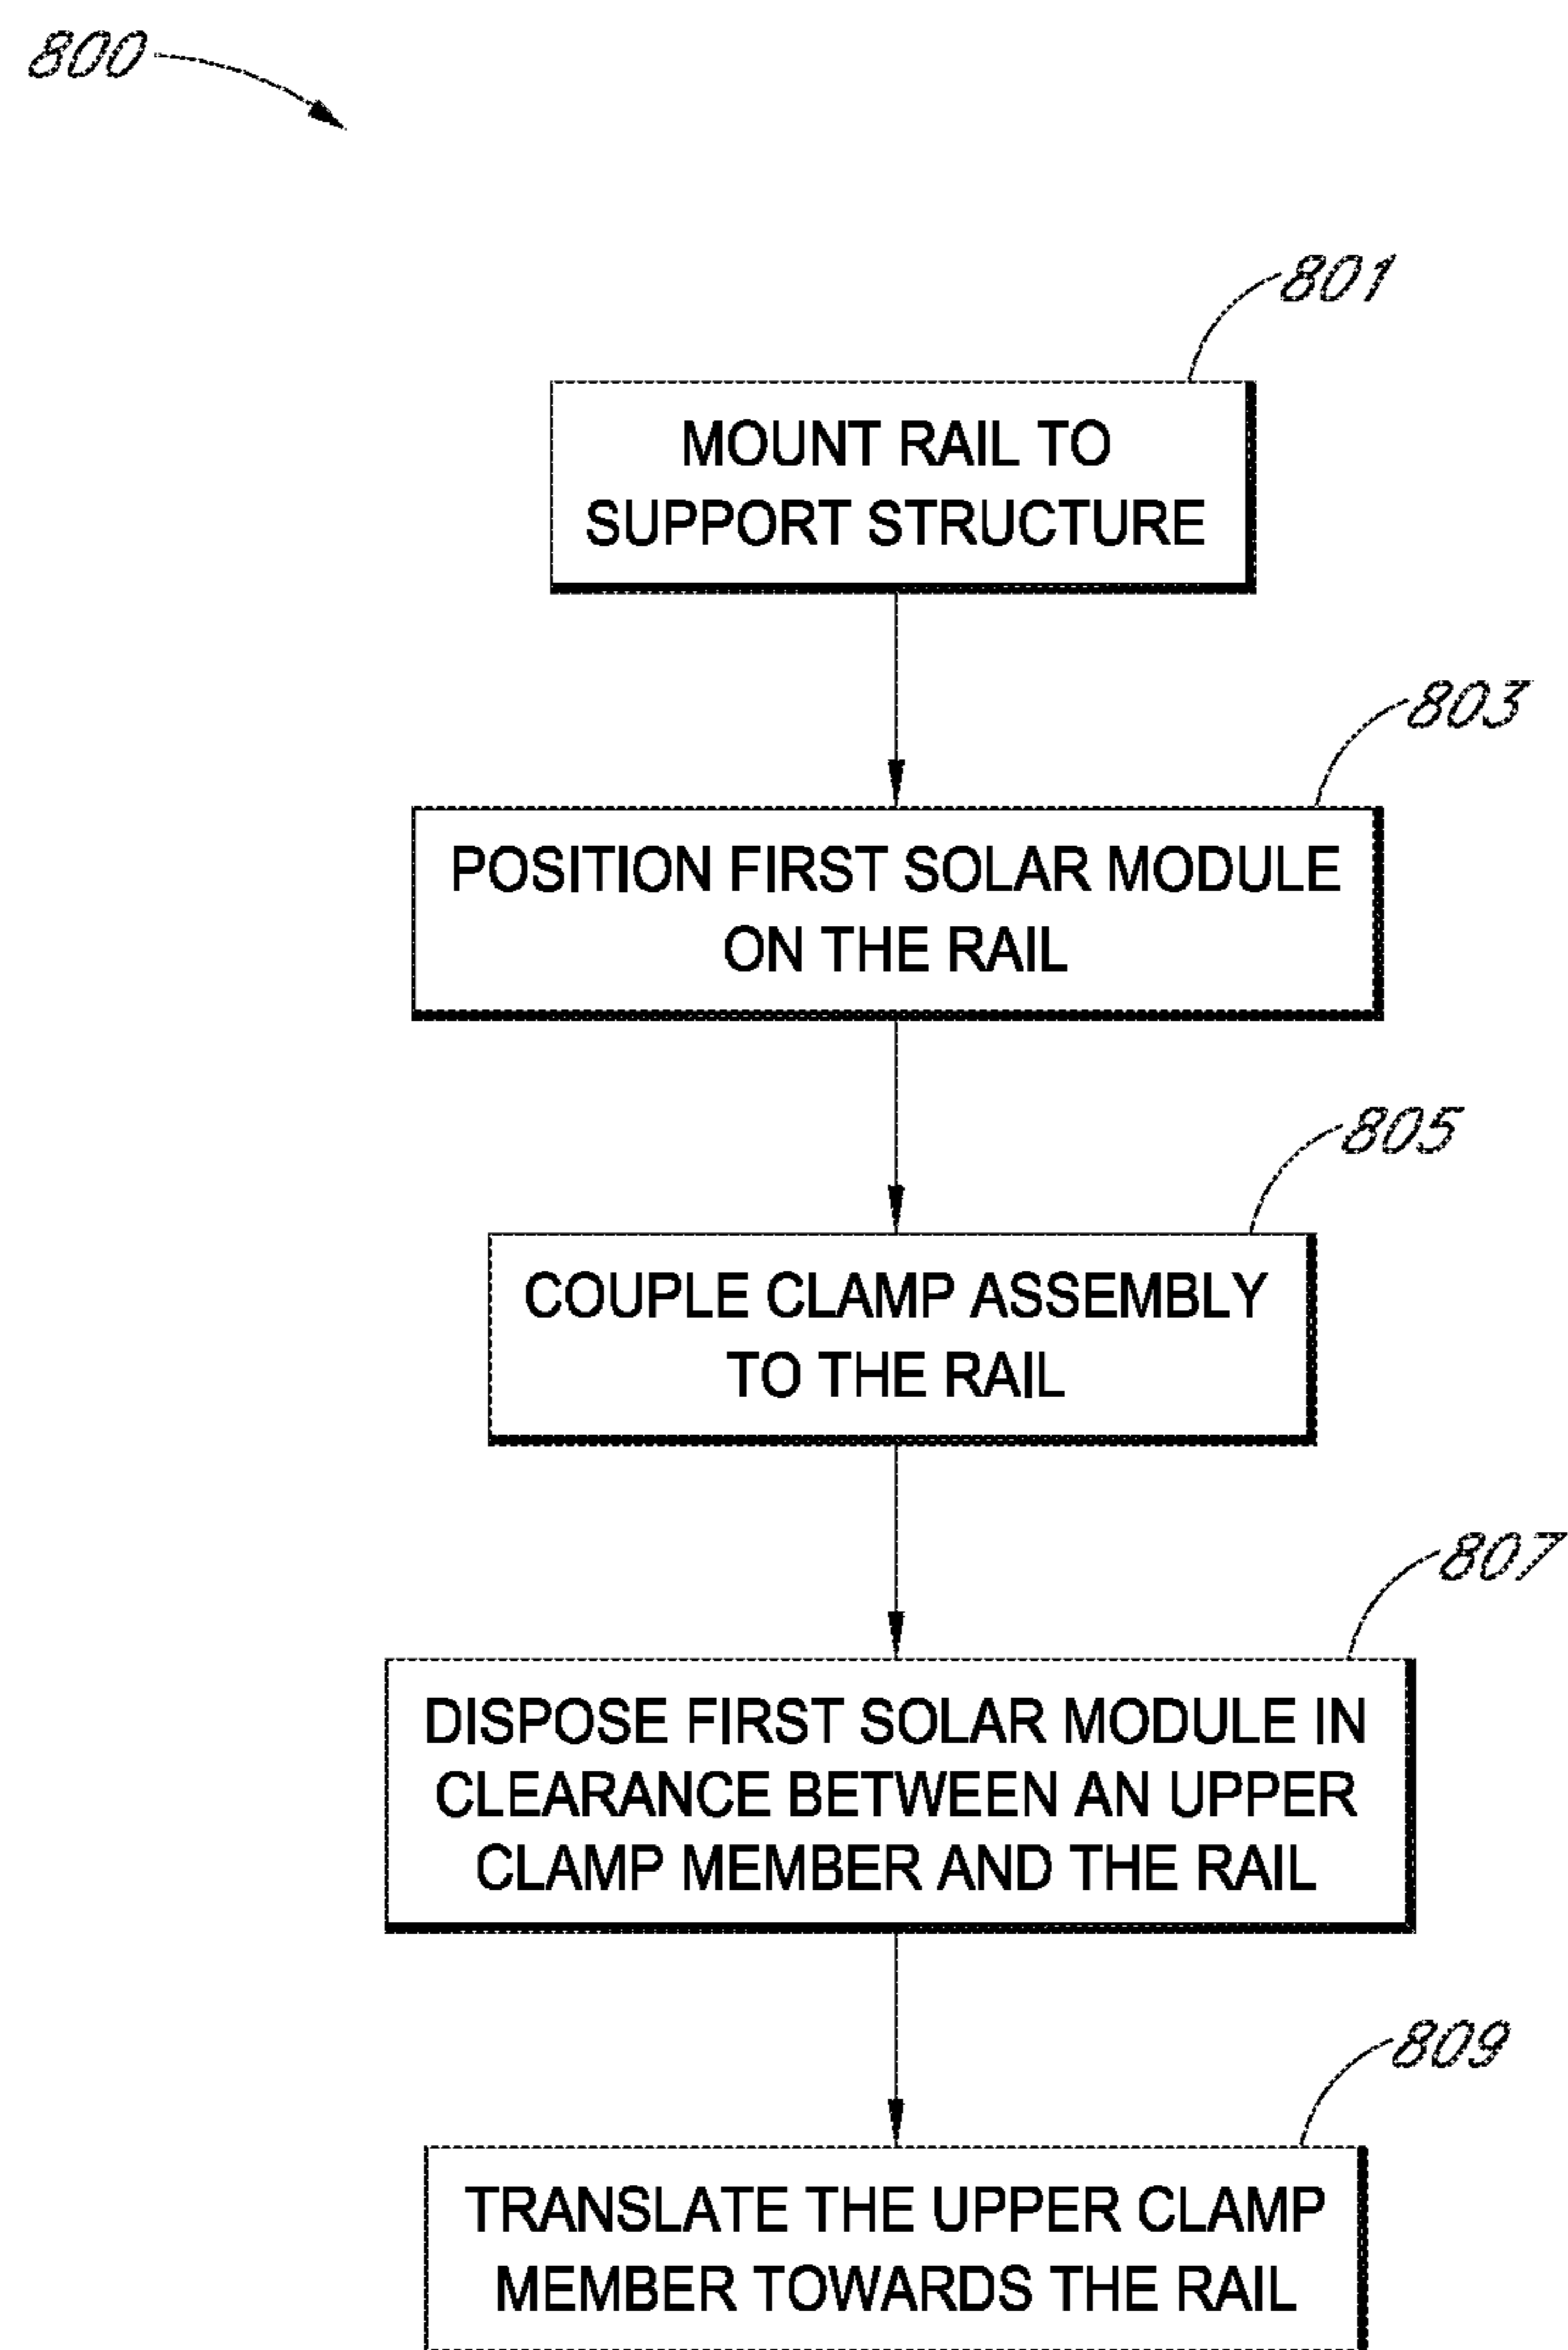 800
801
MOUNT RAIL TO
SUPPORT STRUCTURE
803
POSITION FIRST SOLAR MODULE
ON THE RAIL
805
COUPLE CLAMP ASSEMBLY
TO THE RAIL
807
DISPOSE FIRST SOLAR MODULE IN
CLEARANCE BETWEEN AN UPPER
CLAMP MEMBER AND THE RAIL
809
TRANSLATE THE UPPER CLAMP
MEMBER TOWARDS THE RAIL